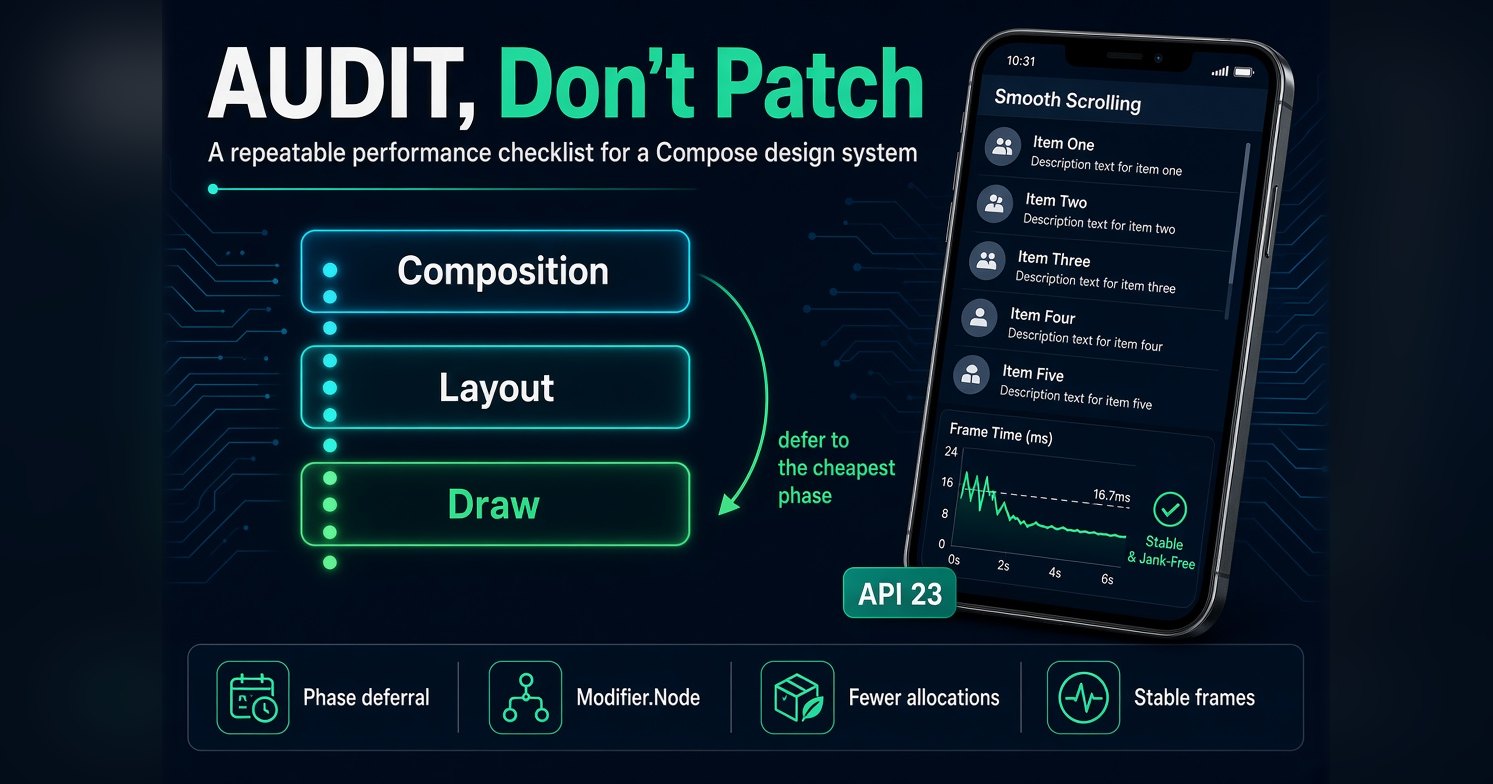 AUDIT, Don't Patch
A repeatable performance checklist for a Compose design system
Composition
Layout
Draw
defer to
the cheapest
phase
10:31
Smooth Scrolling
Item One
Description text for item one
Item Two
Description text for item two
Item Three
Description text for item three
Item Four
Description text for item four
Item Five
Description text for item five
Frame Time (ms)
24
16
8
0
16.7ms
0s
2s
4s
6s
Stable
& Jank-Free
API 23
Phase deferral
Modifier.Node
Fewer allocations
Stable frames